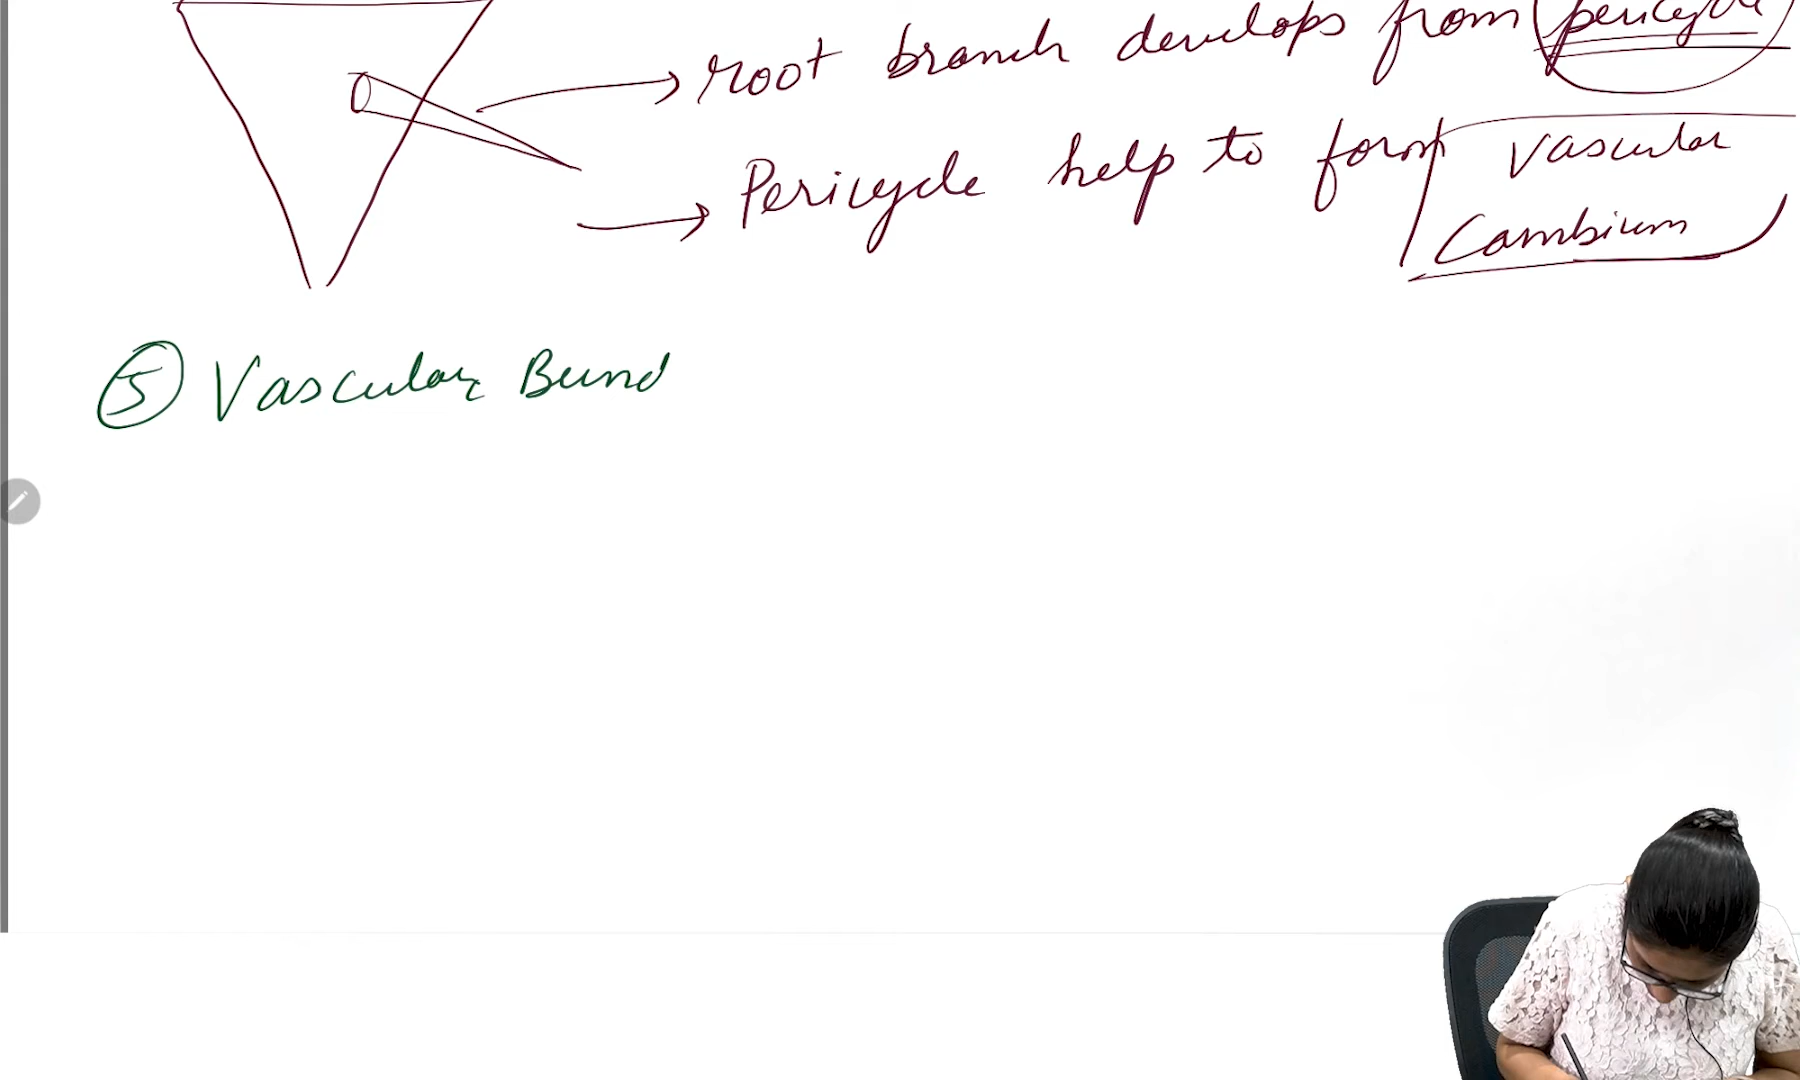 root branch develops from pericycle
Pericycle help to form vascular
cambium
5 Vascular Bund